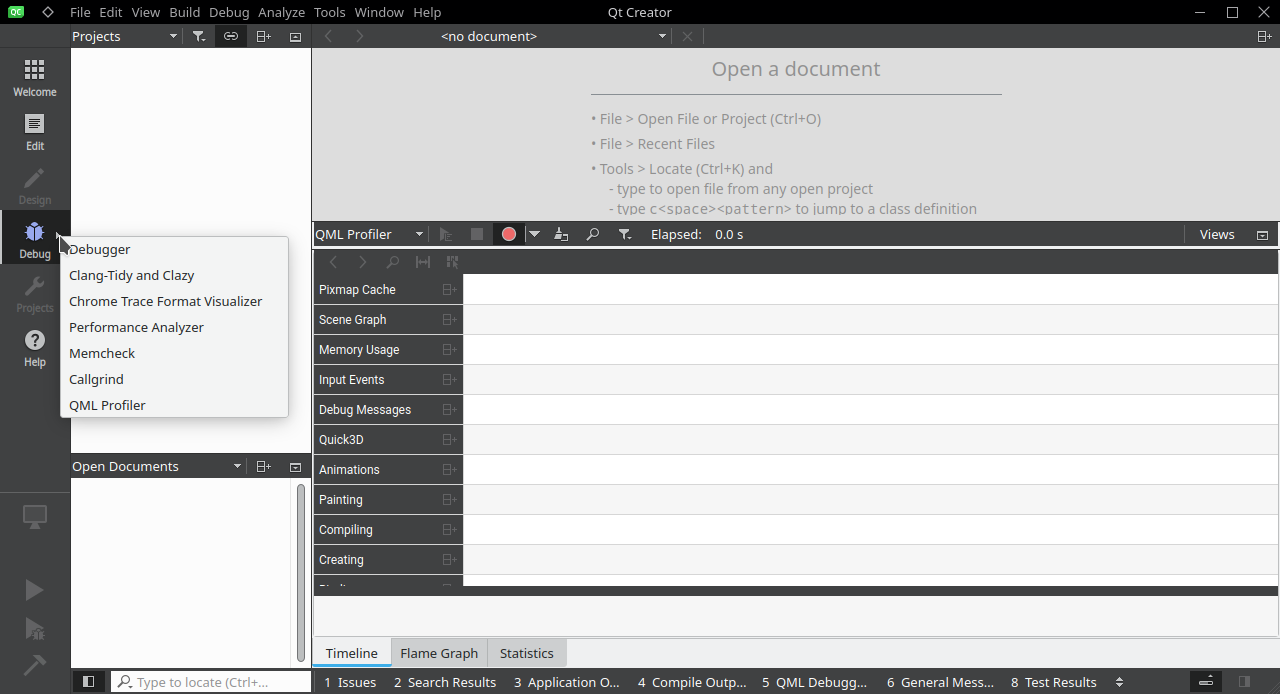 QC File Edit View Build Debug Analyze Tools Window Help Qt Creator
Projects <no document>
Welcome
Edit
Design
Debug
Projects
Help
Open a document
• File > Open File or Project (Ctrl+O)
• File > Recent Files
• Tools > Locate (Ctrl+K) and
- type to open file from any open project
- type c<space><pattern> to jump to a class definition
QML Profiler Elapsed: 0.0 s Views
Debugger
Clang-Tidy and Clazy
Chrome Trace Format Visualizer
Performance Analyzer
Memcheck
Callgrind
QML Profiler
Pixmap Cache
Scene Graph
Memory Usage
Input Events
Debug Messages
Quick3D
Animations
Painting
Compiling
Creating
Open Documents
Timeline Flame Graph Statistics
Type to locate (Ctrl+... 1 Issues 2 Search Results 3 Application O... 4 Compile Outp... 5 QML Debugg... 6 General Mess... 8 Test Results